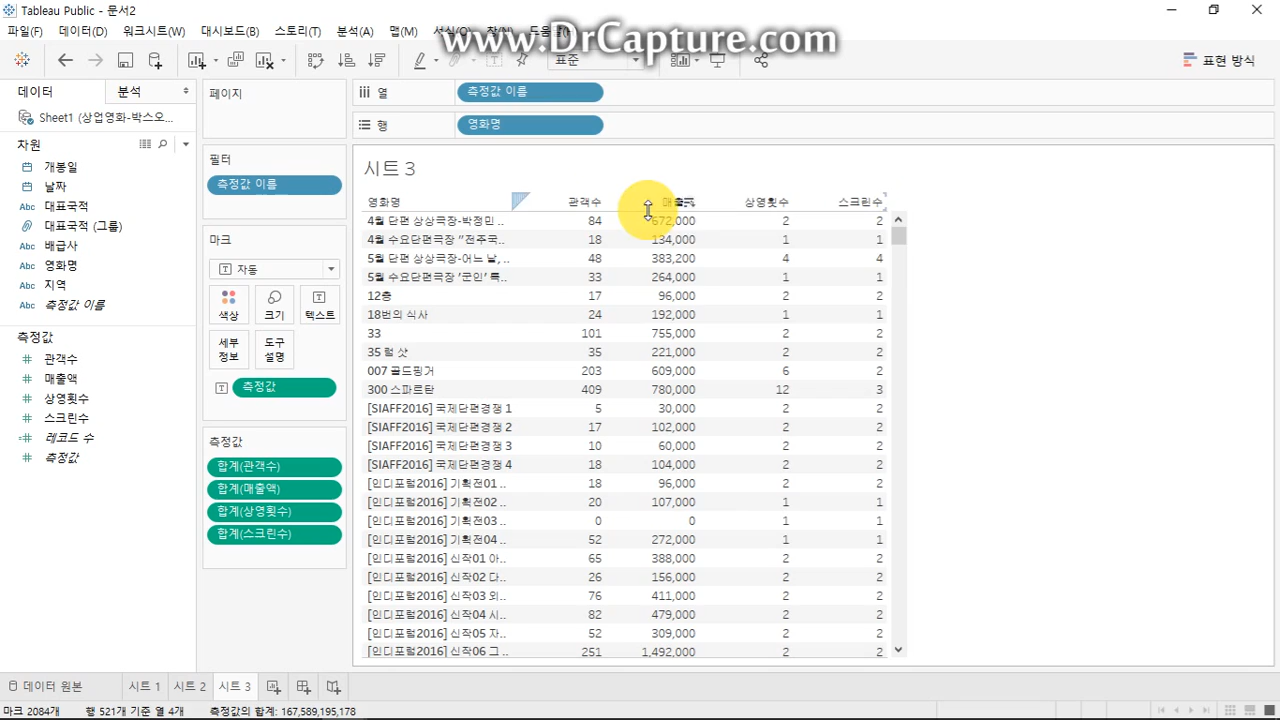 Tableau Public - 문서2
파일(F) 데이터(D) 워크시트(W) 대시보드(B) 스토리(T) 분석(A) 맵(M)
www.DrCapture.com
표준
표현 방식
데이터
분석
Sheet1 (상업영화-박스오...
차원
개봉일
날짜
Abc 대표국적
대표국적 (그룹)
Abc 배급사
Abc 영화명
Abc 지역
Abc 측정값 이름
측정값
관객수
매출액
상영횟수
스크린수
레코드 수
측정값
페이지
필터
측정값 이름
마크
자동
색상 크기 텍스트
세부 정보 도구 설명
측정값
측정값
합계(관객수)
합계(매출액)
합계(상영횟수)
합계(스크린수)
열 측정값 이름
행 영화명
시트 3
영화명 관객수 상영횟수 스크린수
4월 단편 상상극장-박정민 .. 84 672,000 2 2
4월 수요단편극장 “전주국.. 18 134,000 1 1
5월 단편 상상극장-어느 날, .. 48 383,200 4 4
5월 수요단편극장 ‘군인’ 특.. 33 264,000 1 1
12층 17 96,000 2 2
18번의 식사 24 192,000 1 1
33 101 755,000 2 2
35 럼 샷 35 221,000 2 2
007 골드핑거 203 609,000 6 2
300 스파르탄 409 780,000 12 3
[SIAFF2016] 국제단편경쟁 1 5 30,000 2 2
[SIAFF2016] 국제단편경쟁 2 17 102,000 2 2
[SIAFF2016] 국제단편경쟁 3 10 60,000 2 2
[SIAFF2016] 국제단편경쟁 4 18 104,000 2 2
[인디포럼2016] 기획전01 .. 18 96,000 2 2
[인디포럼2016] 기획전02 .. 20 107,000 1 1
[인디포럼2016] 기획전03 .. 0 0 1 1
[인디포럼2016] 기획전04 .. 52 272,000 1 1
[인디포럼2016] 신작01 아.. 65 388,000 2 2
[인디포럼2016] 신작02 다.. 26 156,000 2 2
[인디포럼2016] 신작03 외.. 76 411,000 2 2
[인디포럼2016] 신작04 시.. 82 479,000 2 2
[인디포럼2016] 신작05 자.. 52 309,000 2 2
[인디포럼2016] 신작06 그 .. 251 1,492,000 2 2
데이터 원본 시트 1 시트 2 시트 3
마크 2084개 행 521개 기준 열 4개 측정값의 합계: 167,589,195,178